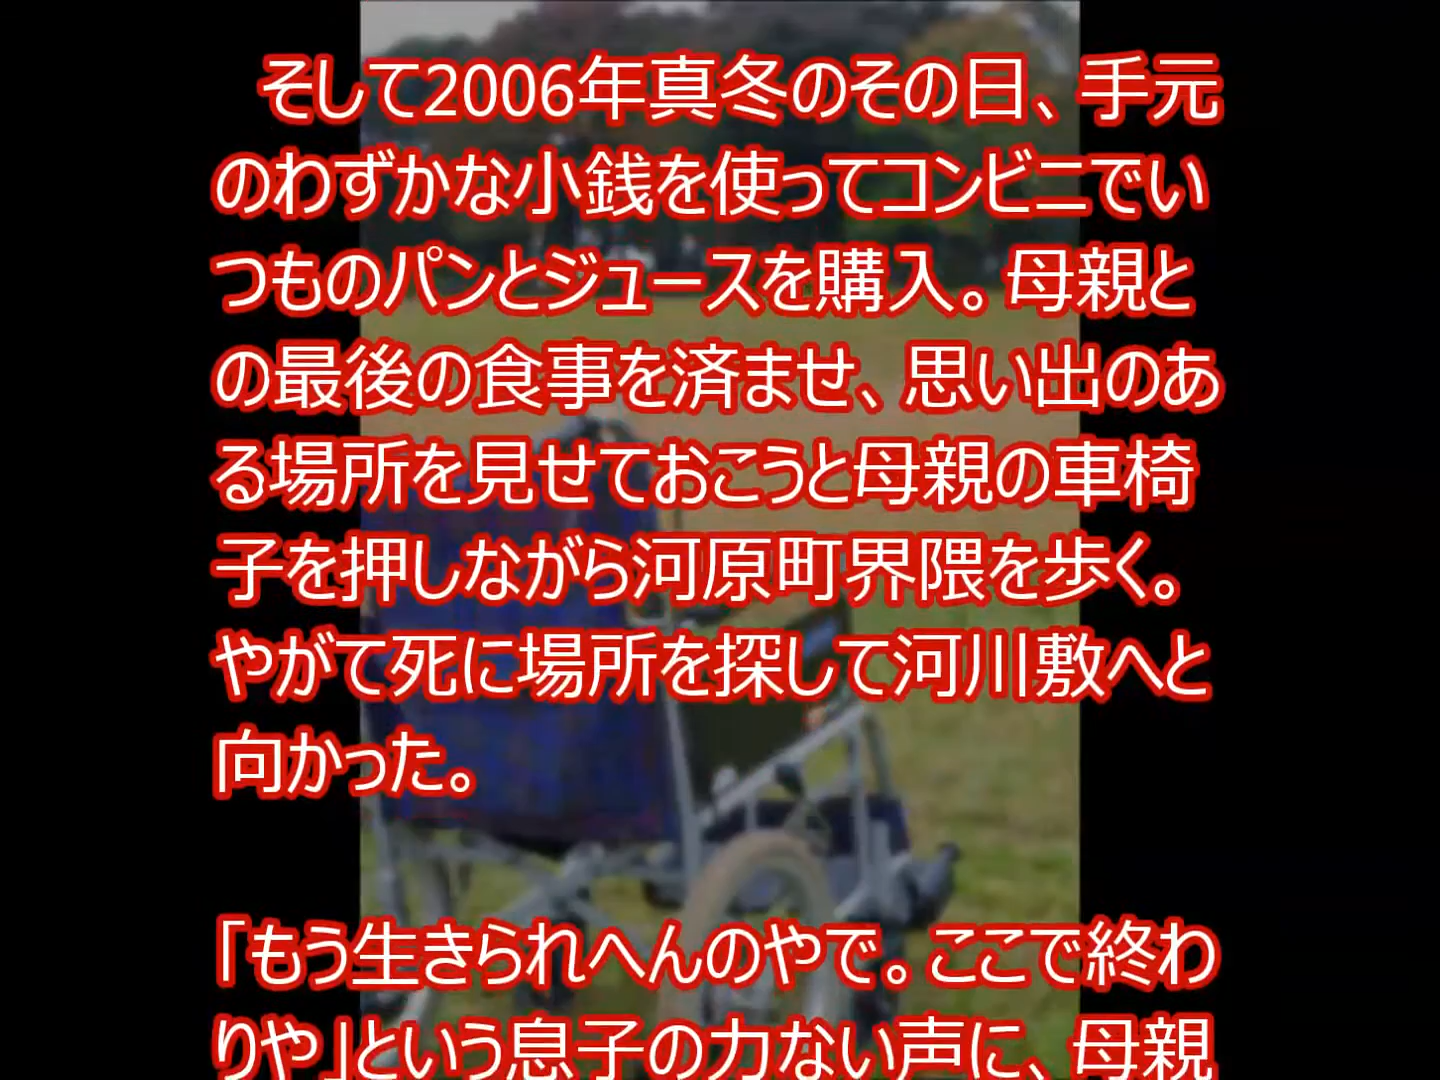 そして2006年真冬のその日、手元
のわずかな小銭を使ってコンビニでい
つものパンとジュースを購入。母親と
の最後の食事を済ませ、思い出のあ
る場所を見せておこうと母親の車椅
子を押しながら河原町界隈を歩く。
やがて死に場所を探して河川敷へと
向かった。
「もう生きられへんのやで。ここで終わ
りや」という息子の力ない声に、母親